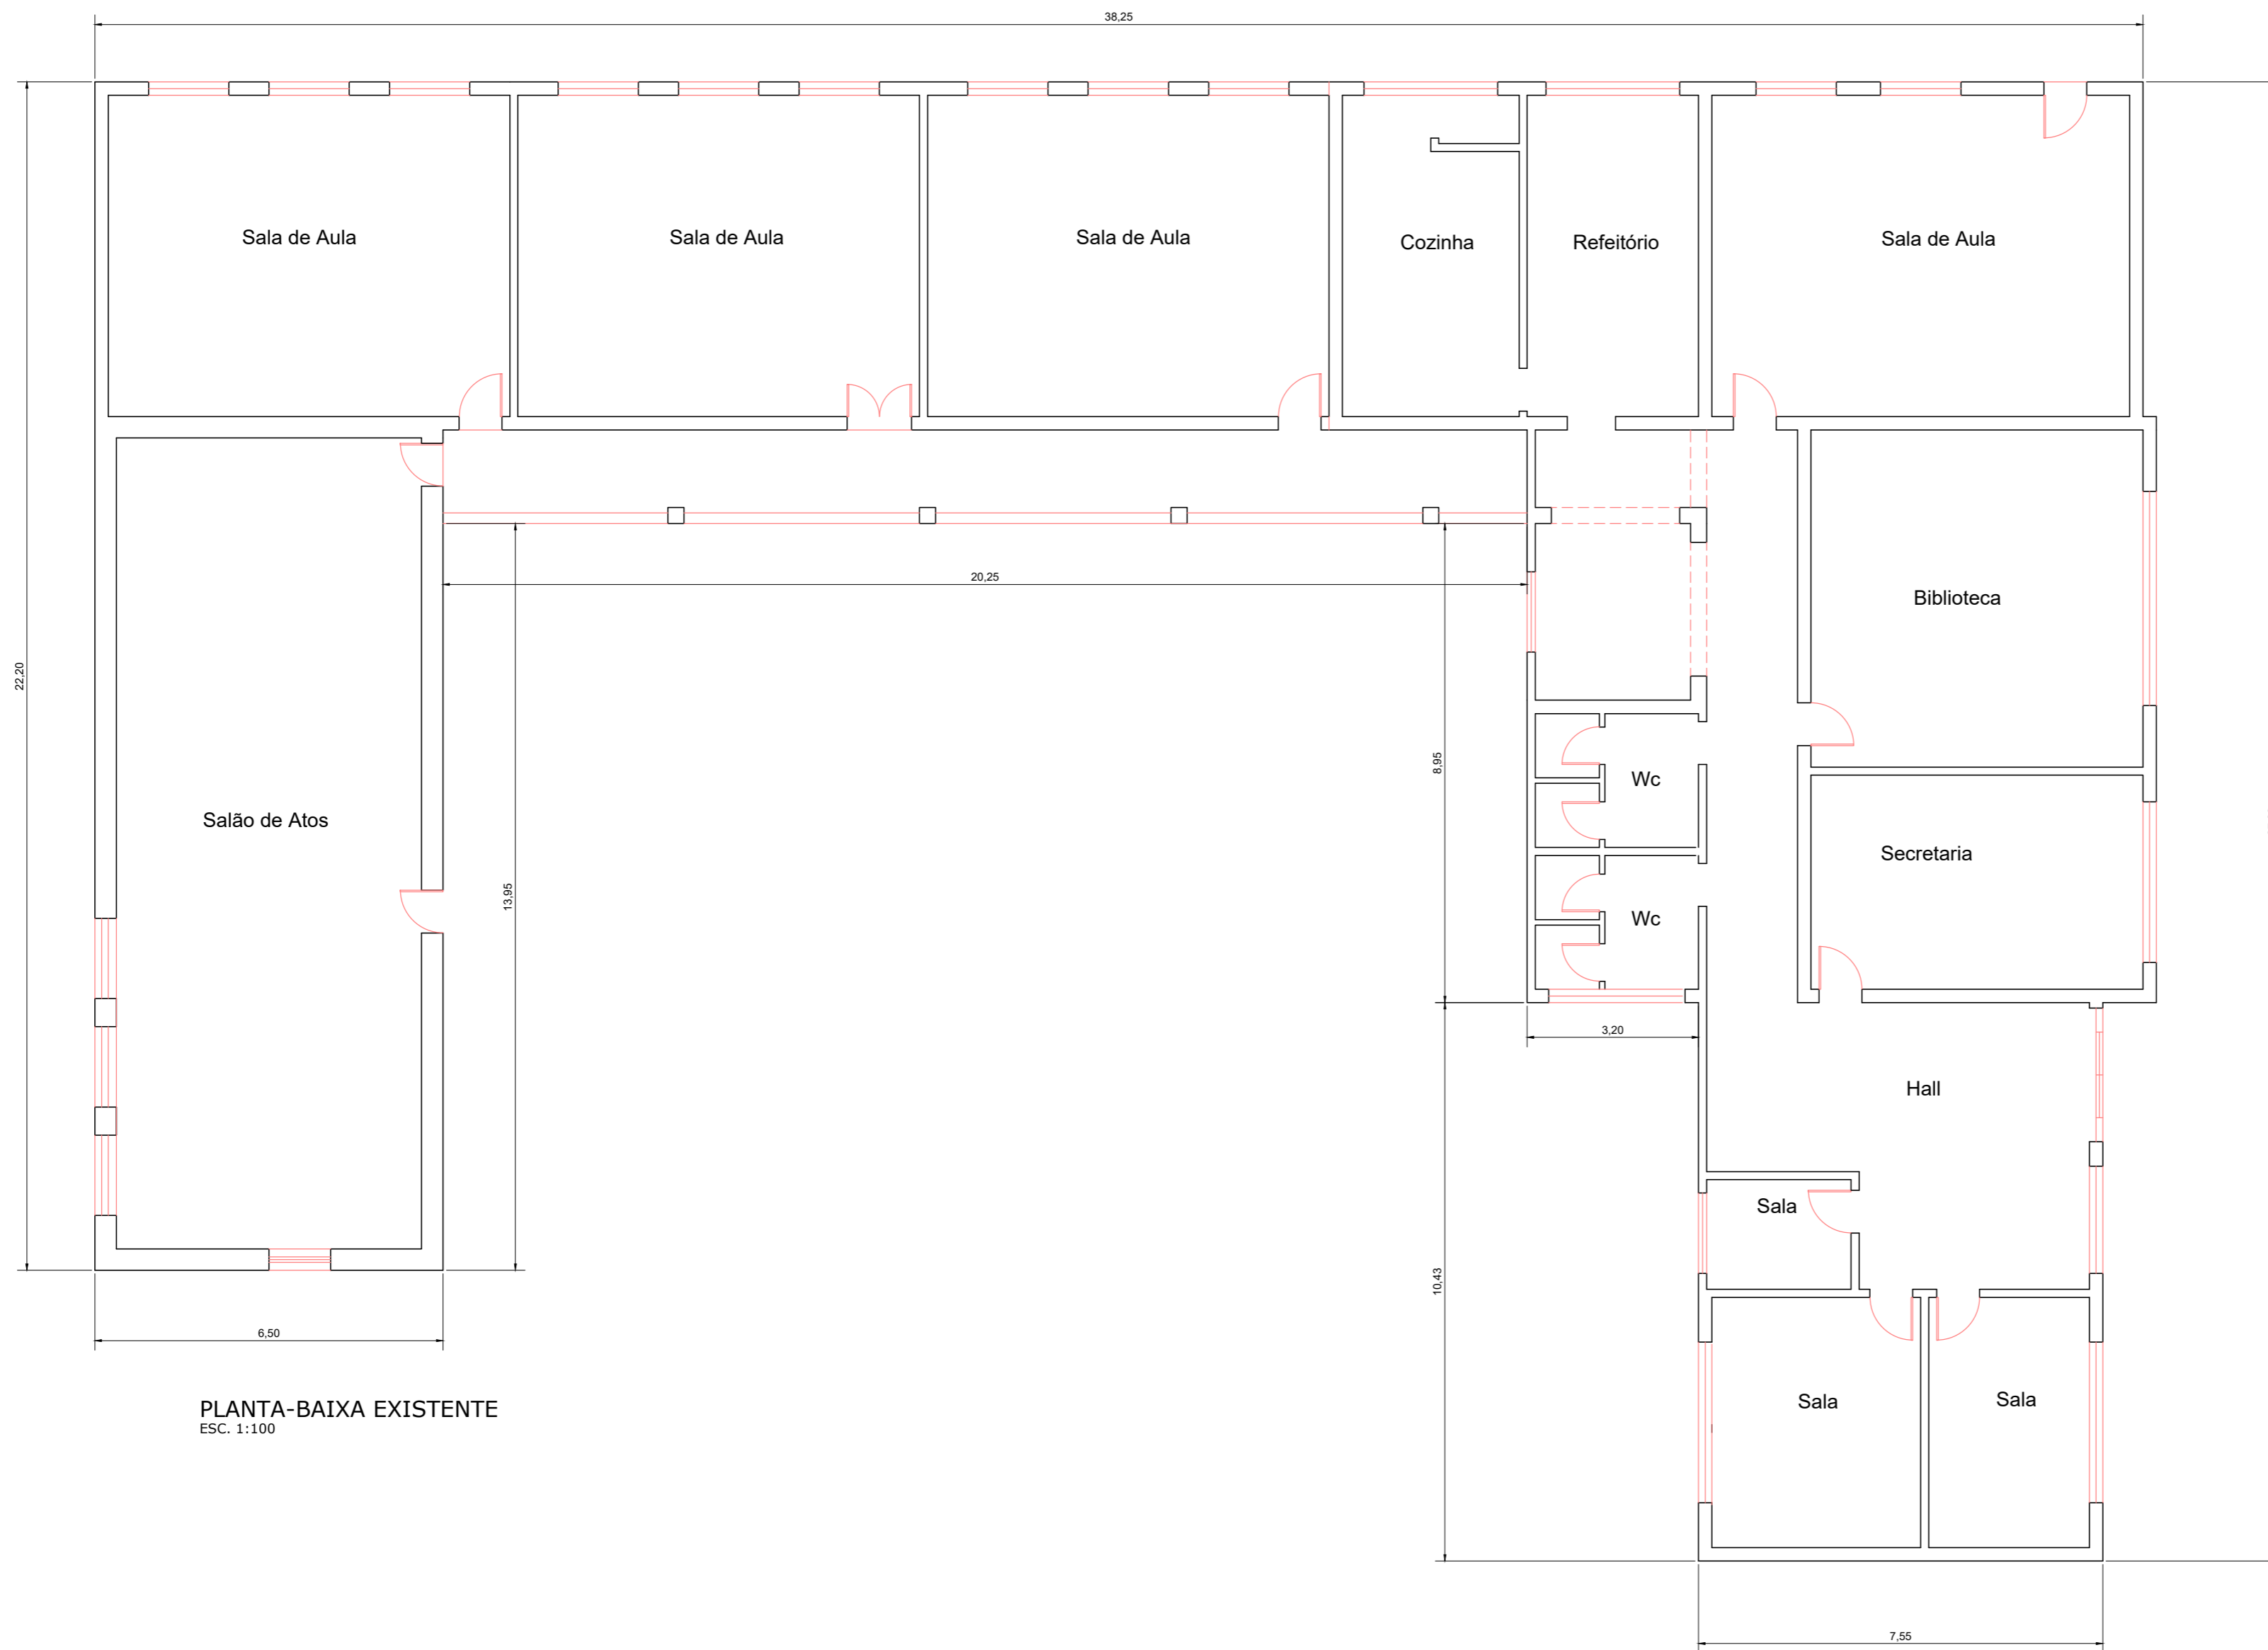 38,25
Sala de Aula
Sala de Aula
Sala de Aula
Cozinha
Refeitório
Sala de Aula
20,25
Biblioteca
22,20
8,95
Wc
Salão de Atos
Secretaria
13,95
Wc
3,20
Hall
Sala
10,43
6,50
Sala
Sala
PLANTA-BAIXA EXISTENTE
ESC. 1:100
7,55